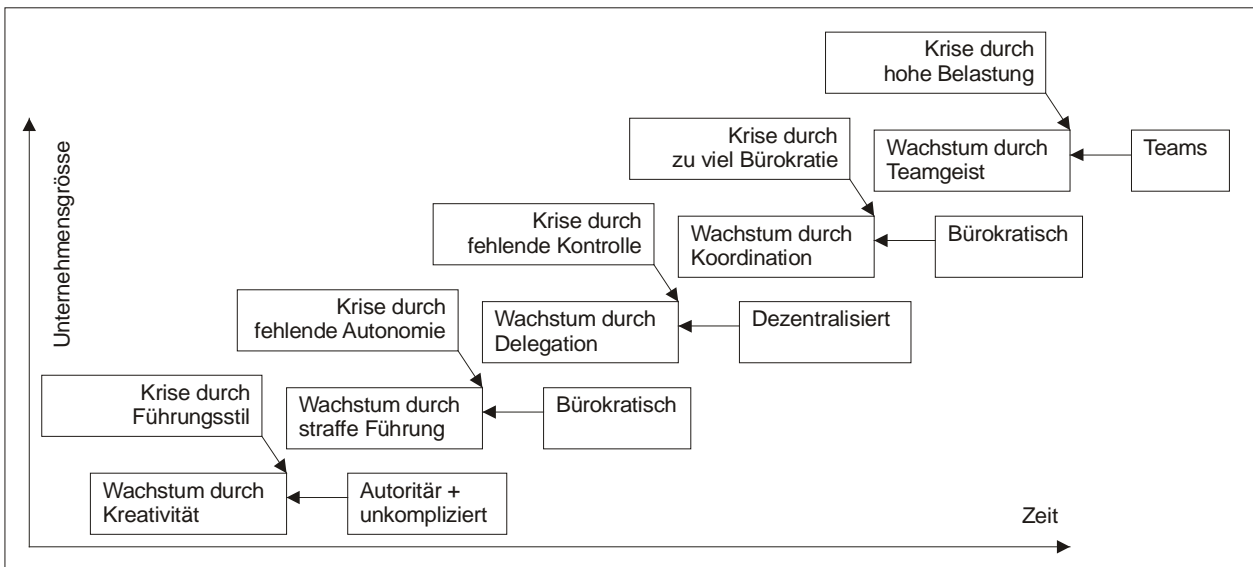 Krise durch
hohe Belastung
Unternehmensgrösse
Krise durch
zu viel Bürokratie
Wachstum durch
Teamgeist
Teams
Krise durch
fehlende Kontrolle
Wachstum durch
Koordination
Bürokratisch
Krise durch
fehlende Autonomie
Wachstum durch
Delegation
Dezentralisiert
Krise durch
Führungsstil
Wachstum durch
straffe Führung
Bürokratisch
Wachstum durch
Kreativität
Autoritär +
unkompliziert
Zeit